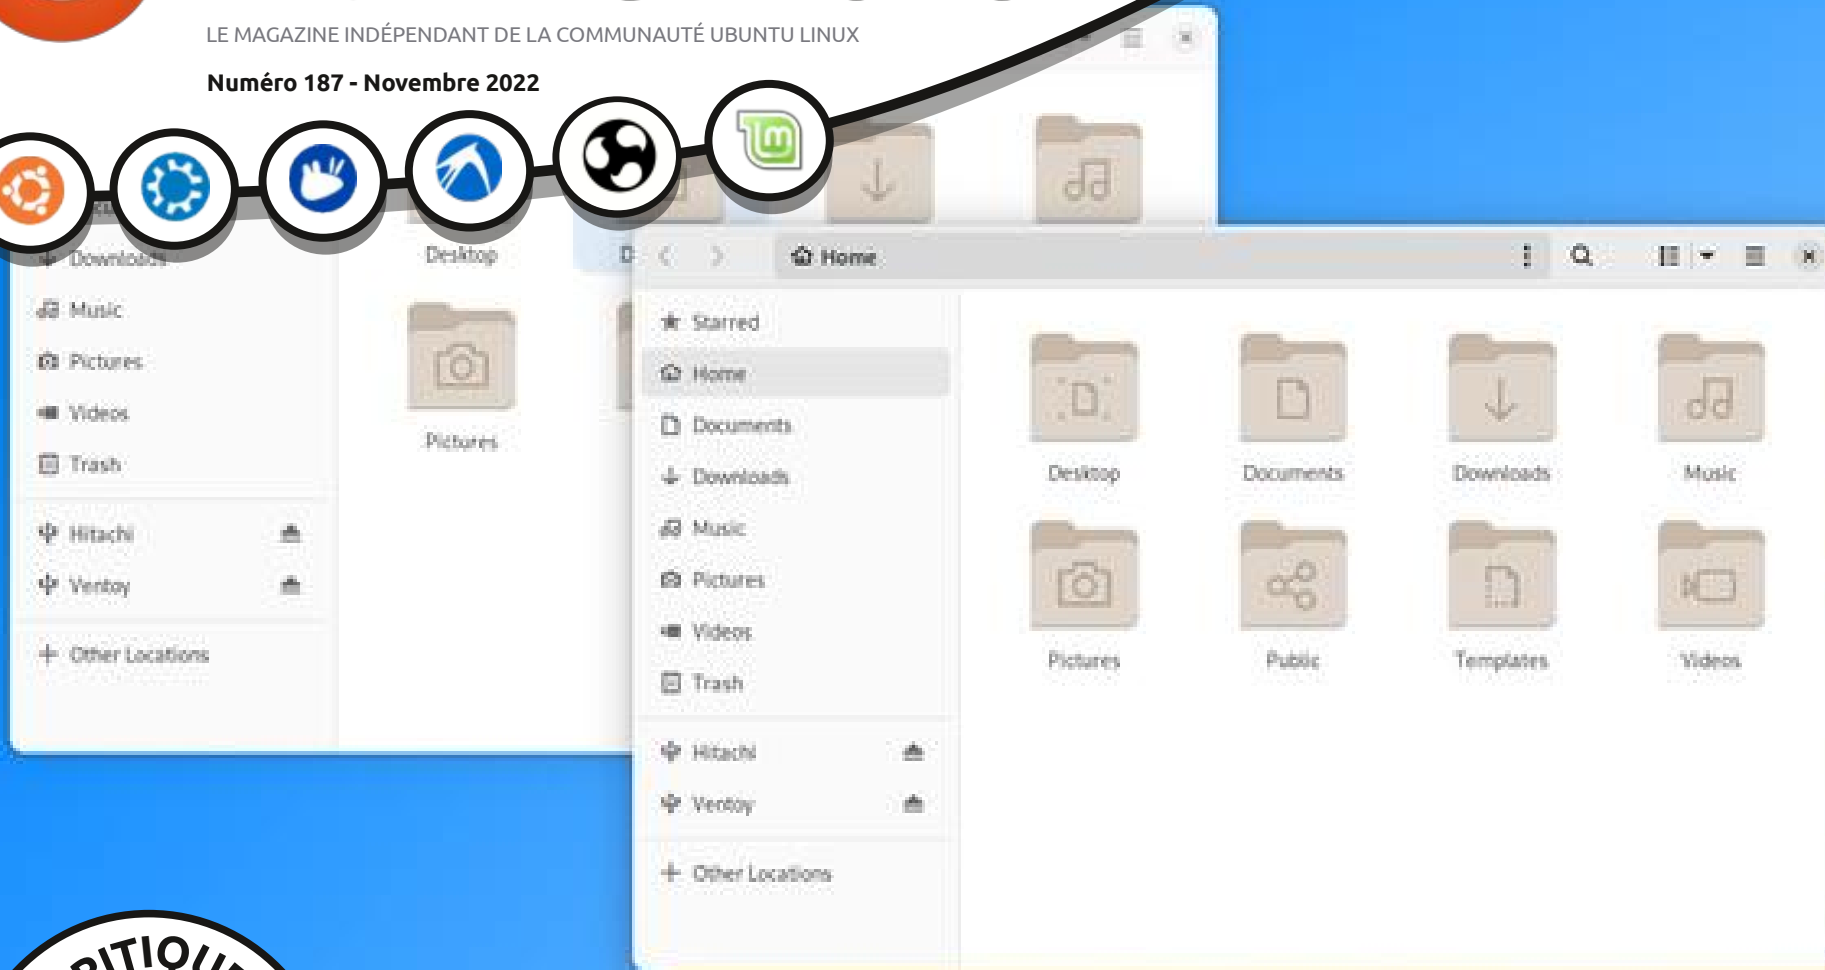 LE MAGAZINE INDÉPENDANT DE LA COMMUNAUTÉ UBUNTU LINUX
Numéro 187 - Novembre 2022
Downloads
Music
Pictures
Videos
Trash
Hitachi
Ventoy
Other Locations
Desktop
Pictures
Home
Starred
Home
Documents
Downloads
Music
Pictures
Videos
Trash
Hitachi
Ventoy
Other Locations
Desktop
Documents
Downloads
Music
Pictures
Public
Templates
Videos